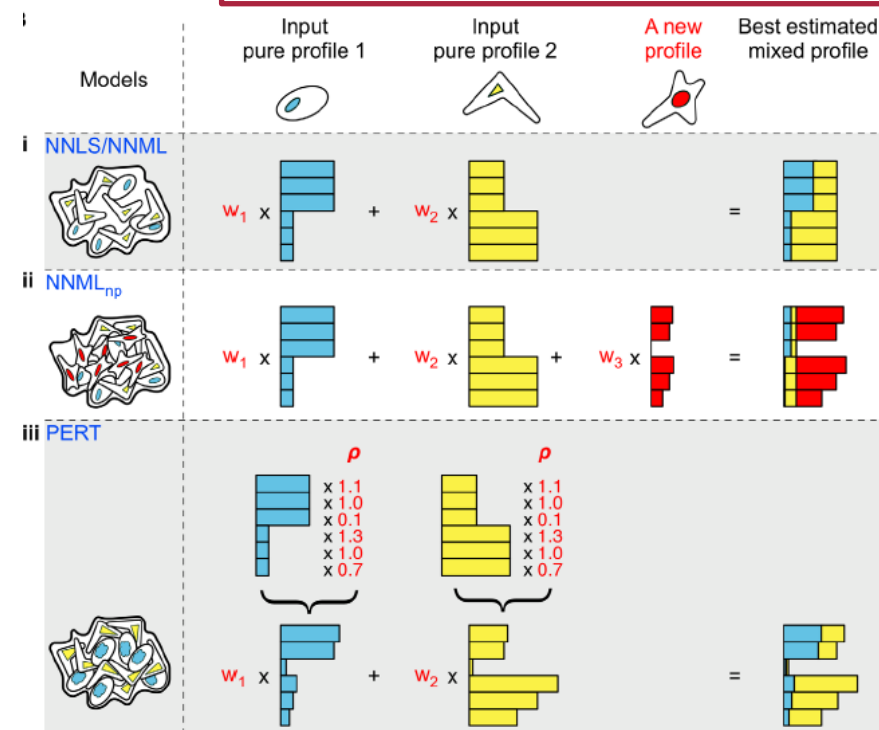 Input
pure profile 1
Input
pure profile 2
A new
profile
Best estimated
mixed profile
Models
i NNLS/NNML
w1 x + w2 x =
ii NNMLnp
w1 x + w2 x + w3 x =
iii PERT
ρ ρ
x 1.1 x 1.1
x 1.0 x 1.0
x 0.1 x 0.1
x 1.3 x 1.3
x 1.0 x 1.0
x 0.7 x 0.7
w1 x + w2 x =